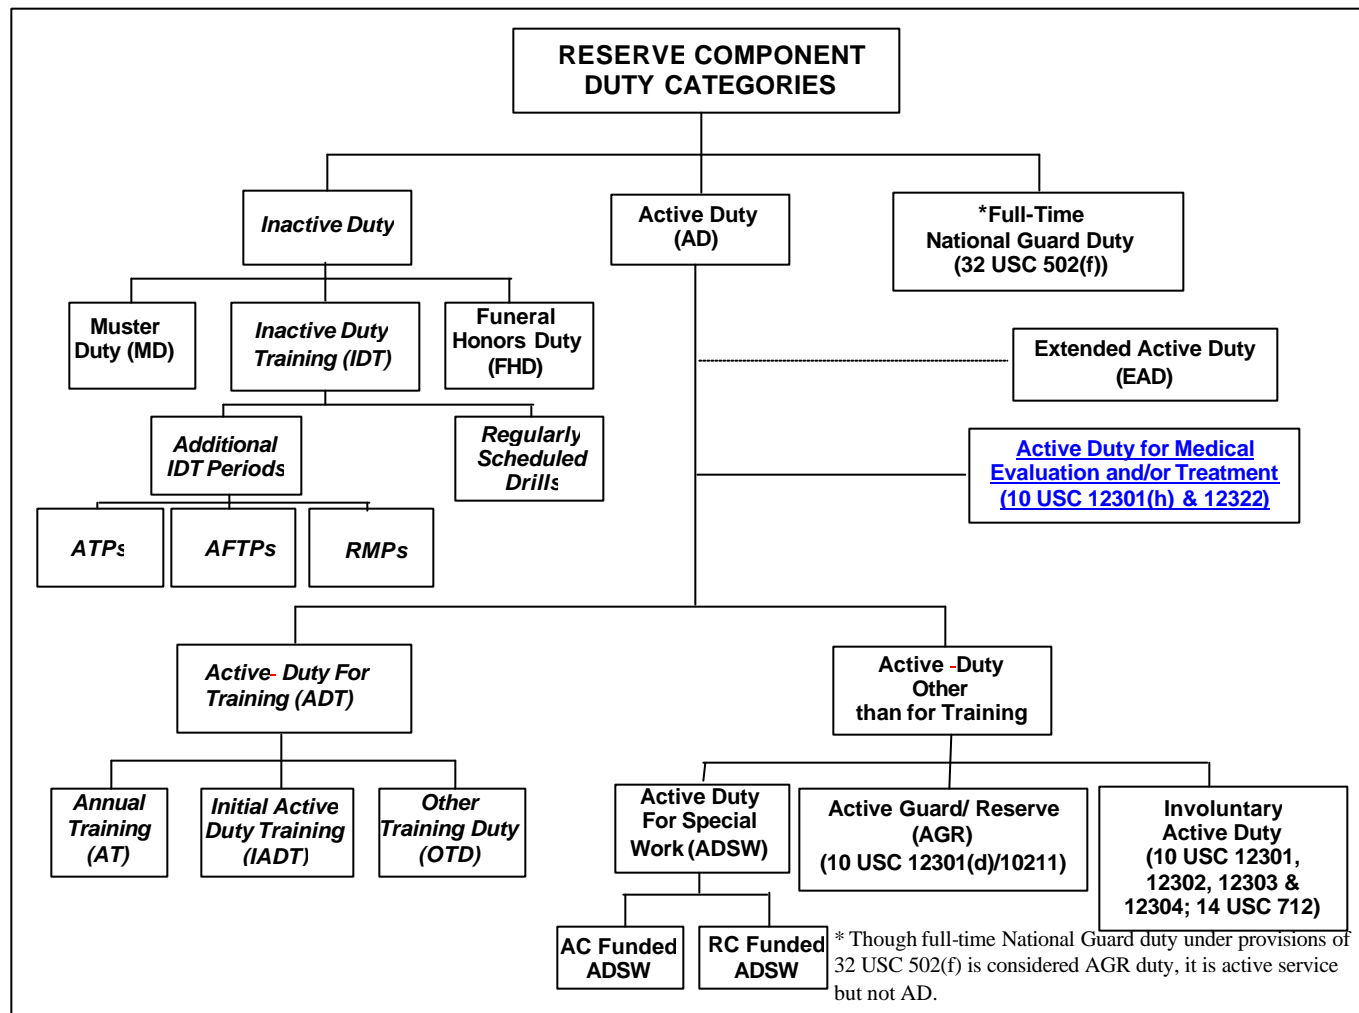 RESERVE COMPONENT
DUTY CATEGORIES
Inactive Duty
Active Duty
(AD)
*Full-Time
National Guard Duty
(32 USC 502(f))
Muster
Duty (MD)
Inactive Duty
Training (IDT)
Funeral
Honors Duty
(FHD)
Extended Active Duty
(EAD)
Additional
IDT Periods
Regularly
Scheduled
Drills
Active Duty for Medical
Evaluation and/or Treatment
(10 USC 12301(h) & 12322)
ATPs
AFTPs
RMPs
Active- Duty For
Training (ADT)
Active -Duty
Other
than for Training
Annual
Training
(AT)
Initial Active
Duty Training
(IADT)
Other
Training Duty
(OTD)
Active Duty
For Special
Work (ADSW)
Active Guard/ Reserve
(AGR)
(10 USC 12301(d)/10211)
Involuntary
Active Duty
(10 USC 12301,
12302, 12303 &
12304; 14 USC 712)
AC Funded
ADSW
RC Funded
ADSW
* Though full-time National Guard duty under provisions of
32 USC 502(f) is considered AGR duty, it is active service
but not AD.